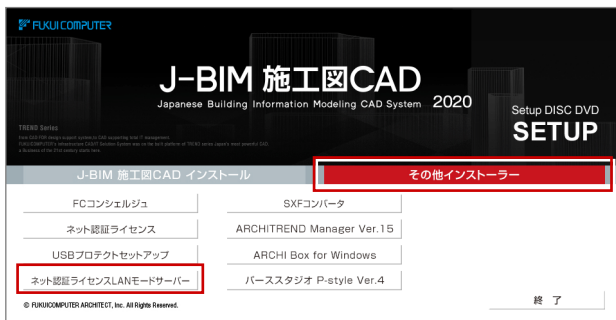 FUKUI COMPUTER
J-BIM 施工図CAD
Japanese Building Information Modeling CAD System 2020
Setup DISC DVD
SETUP
TREND Series
J-BIM 施工図CAD インストール
その他インストーラー
FCコンシェルジュ
SXFコンバータ
ネット認証ライセンス
ARCHITREND Manager Ver.15
USBプロテクトセットアップ
ARCHI Box for Windows
ネット認証ライセンスLANモードサーバー
パーススタジオ P-style Ver.4
© FUKUICOMPUTER ARCHITECT, Inc. All Rights Reserved.
終 了